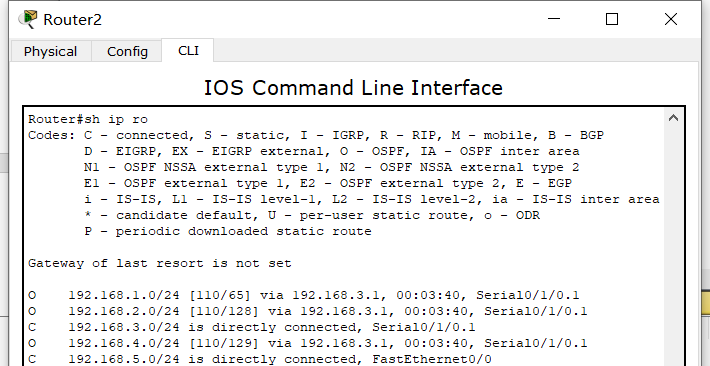 Router2
Physical Config CLI
IOS Command Line Interface
Router#sh ip ro
Codes: C - connected, S - static, I - IGRP, R - RIP, M - mobile, B - BGP
D - EIGRP, EX - EIGRP external, O - OSPF, IA - OSPF inter area
N1 - OSPF NSSA external type 1, N2 - OSPF NSSA external type 2
E1 - OSPF external type 1, E2 - OSPF external type 2, E - EGP
i - IS-IS, L1 - IS-IS level-1, L2 - IS-IS level-2, ia - IS-IS inter area
* - candidate default, U - per-user static route, o - ODR
P - periodic downloaded static route
Gateway of last resort is not set
O 192.168.1.0/24 [110/65] via 192.168.3.1, 00:03:40, Serial0/1/0.1
O 192.168.2.0/24 [110/128] via 192.168.3.1, 00:03:40, Serial0/1/0.1
C 192.168.3.0/24 is directly connected, Serial0/1/0.1
O 192.168.4.0/24 [110/129] via 192.168.3.1, 00:03:40, Serial0/1/0.1
C 192.168.5.0/24 is directly connected, FastEthernet0/0